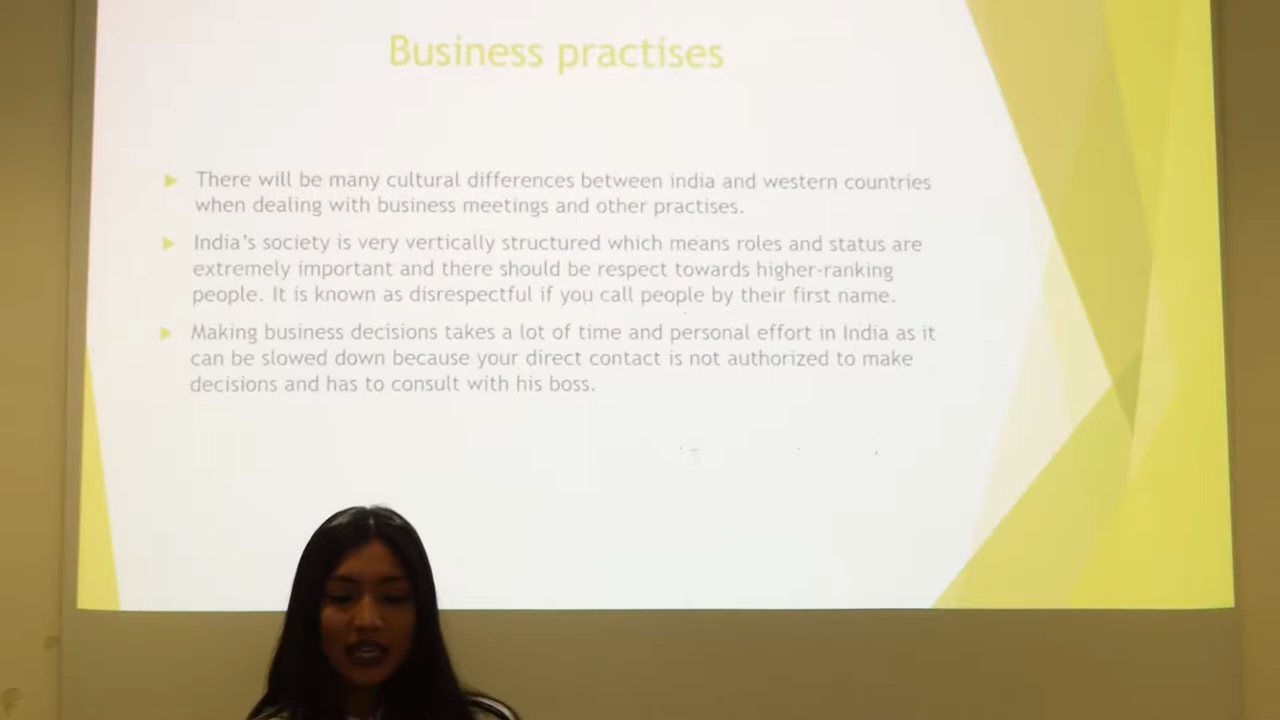 Business practises
There will be many cultural differences between india and western countries
when dealing with business meetings and other practises.
India's society is very vertically structured which means roles and status are
extremely important and there should be respect towards higher-ranking
people. It is known as disrespectful if you call people by their first name.
Making business decisions takes a lot of time and personal effort in India as it
can be slowed down because your direct contact is not authorized to make
decisions and has to consult with his boss.